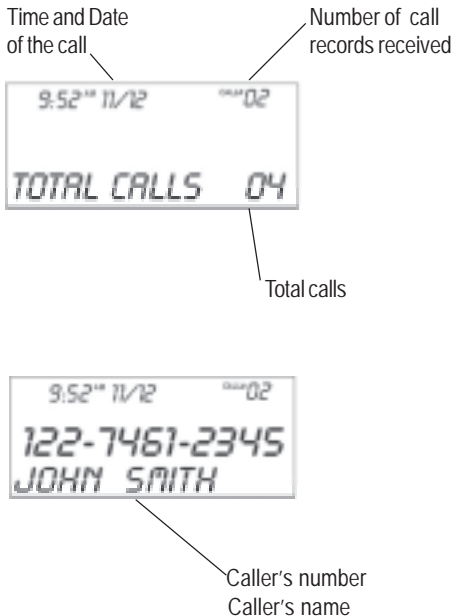 Time and Date
of the call
Number of call
records received
9:52 AM 11/12 02
TOTAL CALLS 04
Total calls
9:52 11/12 02
122-7461-2345
JOHN SMITH
Caller's number
Caller's name